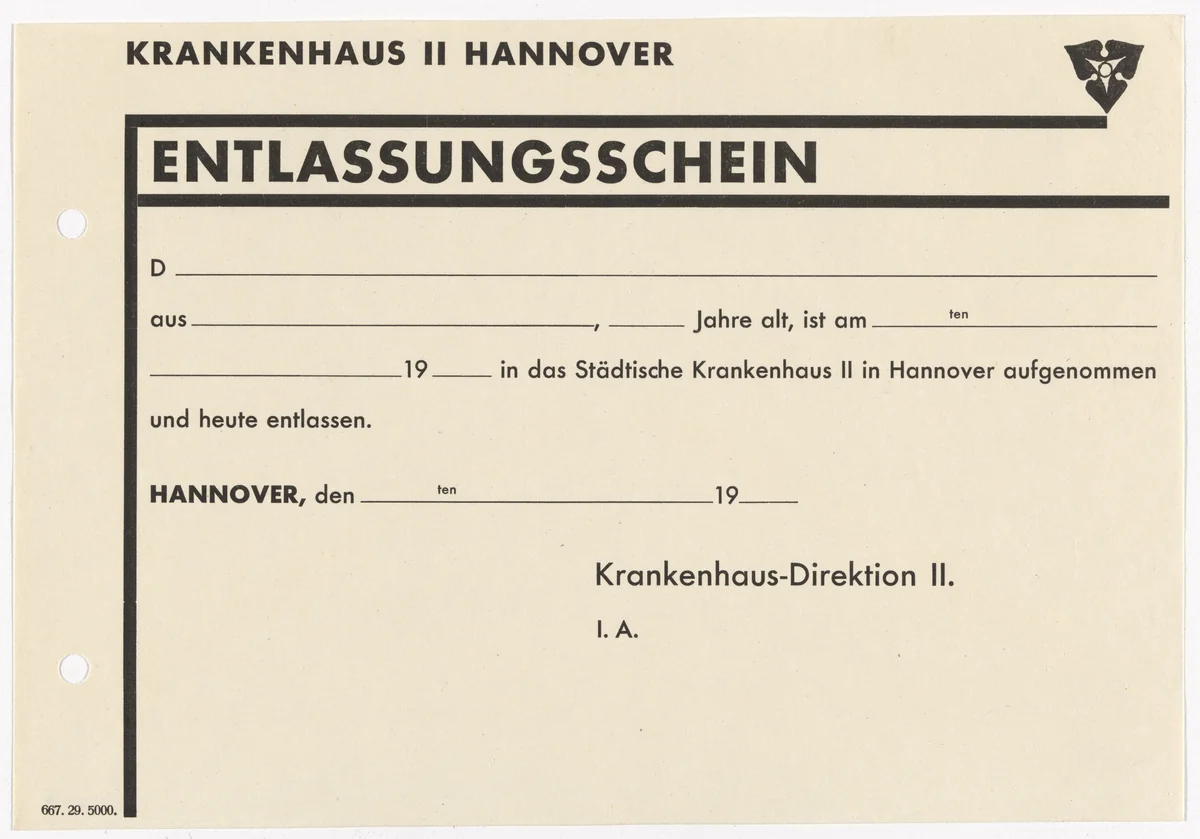 KRANKENHAUS II HANNOVER
ENTLASSUNGSSCHEIN
D
aus , Jahre alt, ist am ten
19 in das Städtische Krankenhaus II in Hannover aufgenommen
und heute entlassen.
HANNOVER, den ten 19
Krankenhaus-Direktion II.
I. A.
667. 29. 5000.